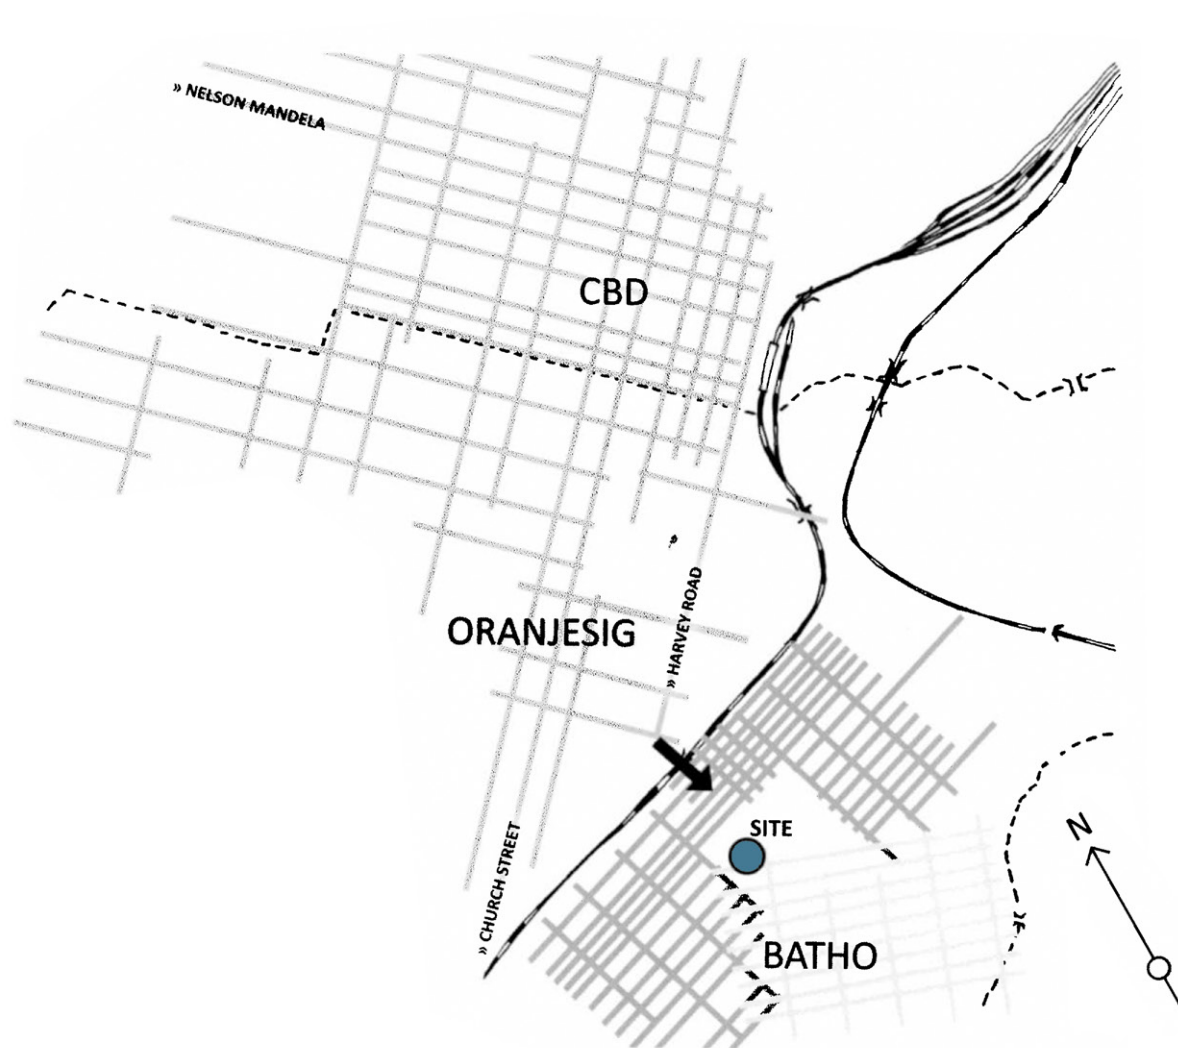 » NELSON MANDELA
CBD
ORANJESIG
» HARVEY ROAD
SITE
N
» CHURCH STREET
BATHO